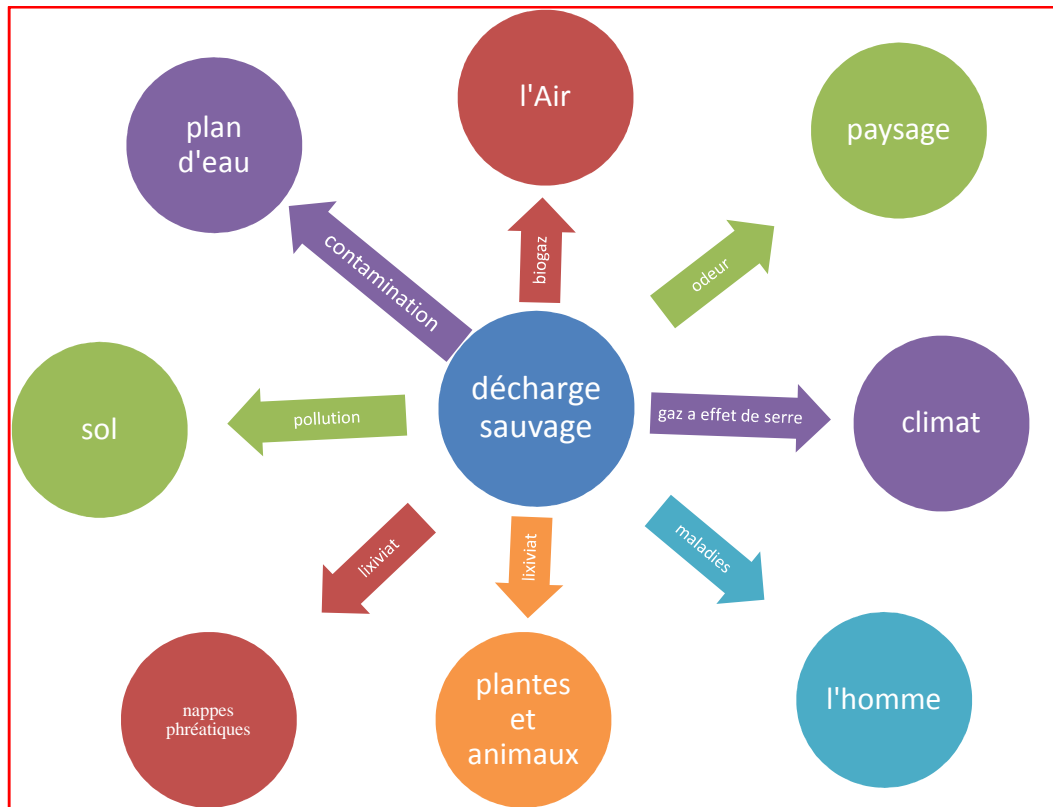 l'Air
plan
d'eau
paysage
contamination
biogaz
odeur
décharge
sauvage
sol
pollution
gaz a effet de serre
climat
lixiviat
lixiviat
maladies
nappes
phréatiques
plantes
et
animaux
l'homme